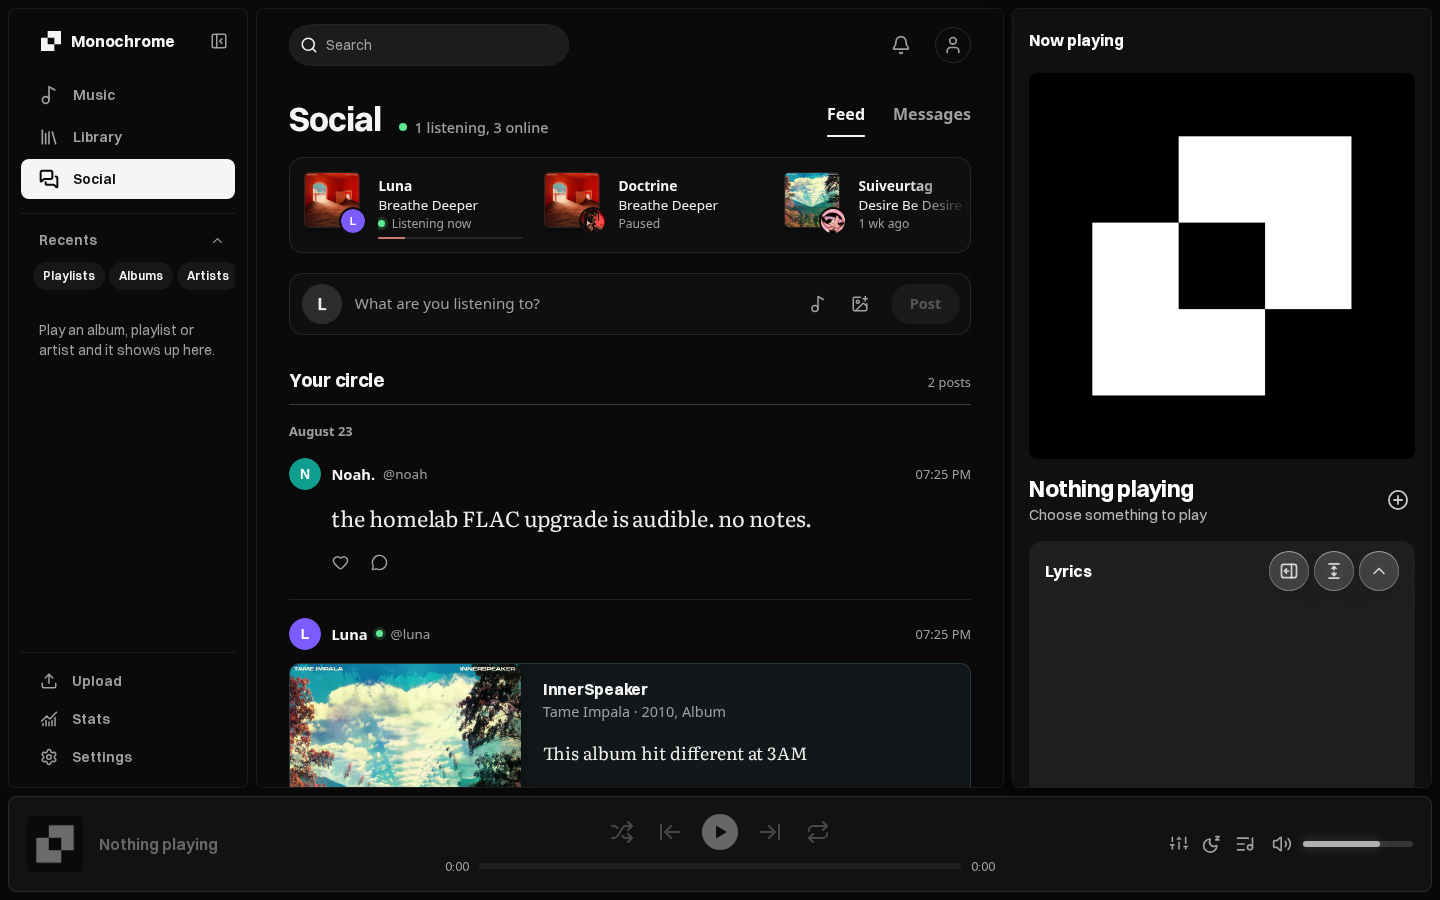 Monochrome
Music
Library
Social
Recents
Playlists
Albums
Artists
Play an album, playlist or
artist and it shows up here.
Upload
Stats
Settings
Search
Social
1 listening, 3 online
Feed
Messages
L
Luna
Breathe Deeper
Listening now
Doctrine
Breathe Deeper
Paused
Suiveurtag
Desire Be Desire
1 wk ago
L
What are you listening to?
Post
Your circle
2 posts
August 23
N
Noah. @noah
07:25 PM
the homelab FLAC upgrade is audible. no notes.
L
Luna @luna
07:25 PM
TAME IMPALA
INNERSPEAKER
InnerSpeaker
Tame Impala · 2010, Album
This album hit different at 3AM
Now playing
Nothing playing
Choose something to play
Lyrics
Nothing playing
0:00
0:00